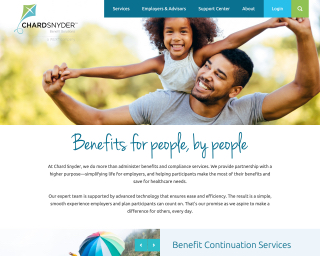 CHARDSNYDER
Benefit Solutions
Services
Employers & Advisors
Support Center
About
Login
Benefits for people, by people
At Chard Snyder, we do more than administer benefits and compliance services. We provide partnership with a
higher purpose—simplifying life for employers, and helping participants make the most of their benefits and
save for healthcare needs.
Our expert team is supported by advanced technology that ensures ease and efficiency. The result is a simple,
smooth experience employers and plan participants can count on. That's our promise as we aspire to make a
difference for others, every day.
Benefit Continuation Services